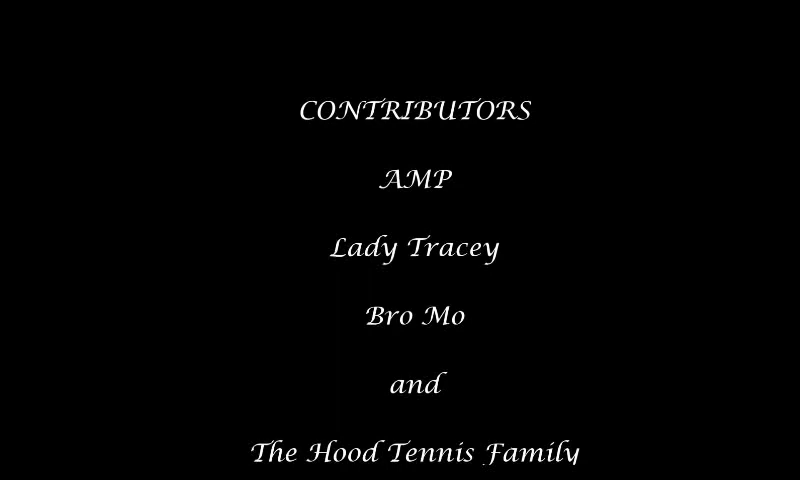 CONTRIBUTORS
AMP
Lady Tracey
Bro Mo
and
The Hood Tennis Family